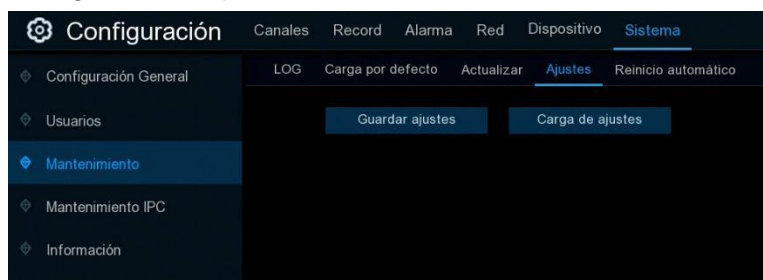 Configuración Canales Record Alarma Red Dispositivo Sistema
Configuración General LOG Carga por defecto Actualizar Ajustes Reinicio automático
Usuarios Guardar ajustes Carga de ajustes
Mantenimiento
Mantenimiento IPC
Información